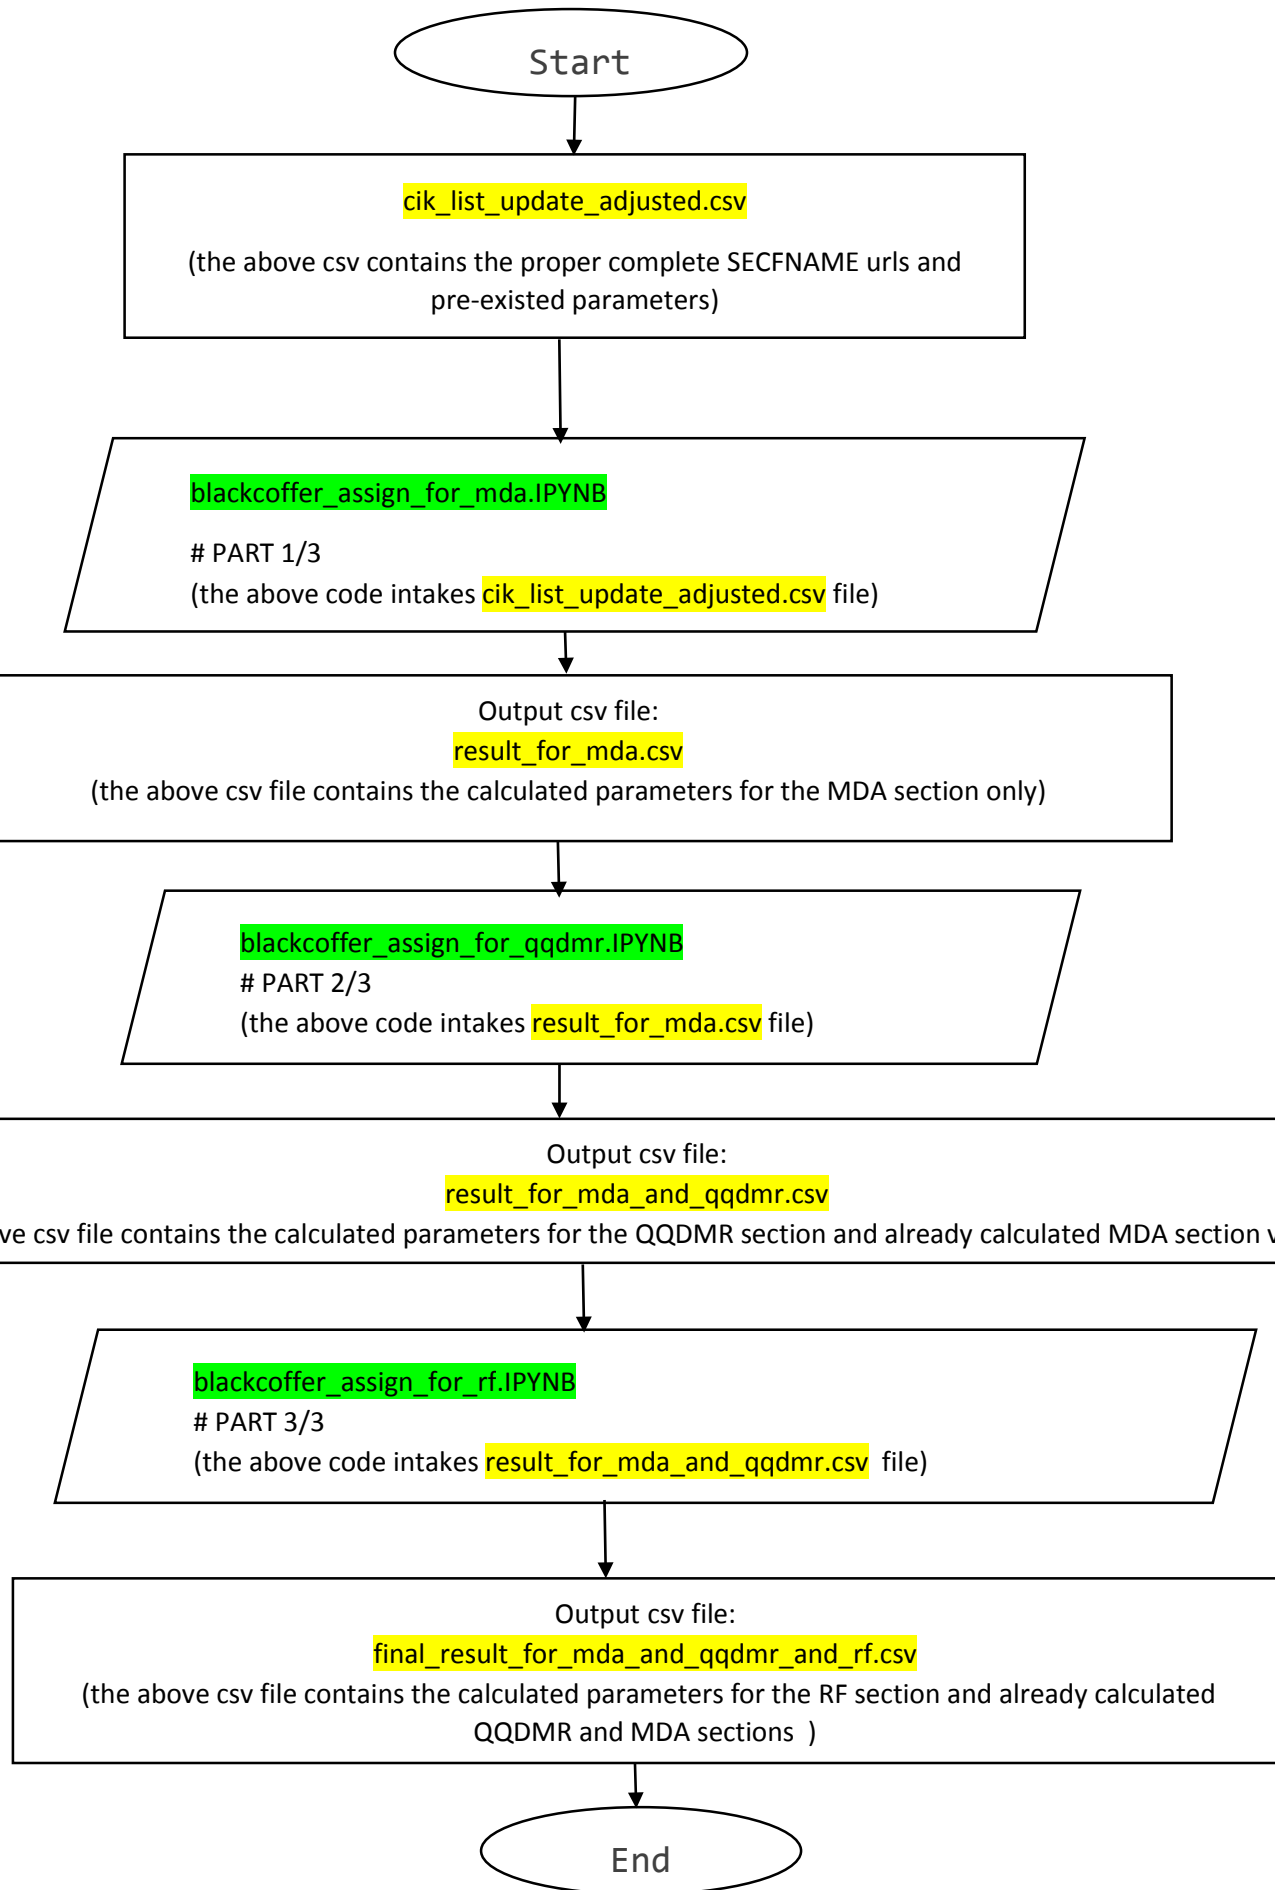 Start
cik_list_update_adjusted.csv
(the above csv contains the proper complete SECFNAME urls and
pre-existed parameters)
blackcoffer_assign_for_mda.IPYNB
# PART 1/3
(the above code intakes cik_list_update_adjusted.csv file)
Output csv file:
result_for_mda.csv
(the above csv file contains the calculated parameters for the MDA section only)
blackcoffer_assign_for_qqdmr.IPYNB
# PART 2/3
(the above code intakes result_for_mda.csv file)
Output csv file:
result_for_mda_and_qqdmr.csv
csv file contains the calculated parameters for the QQDMR section and already calculated MDA section
blackcoffer_assign_for_rf.IPYNB
# PART 3/3
(the above code intakes result_for_mda_and_qqdmr.csv file)
Output csv file:
final_result_for_mda_and_qqdmr_and_rf.csv
(the above csv file contains the calculated parameters for the RF section and already calculated
QQDMR and MDA sections )
End